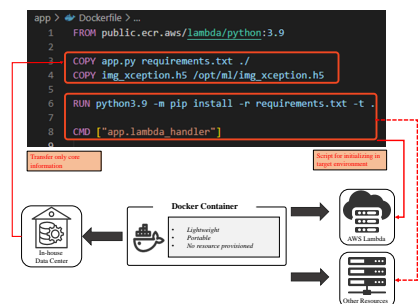 app > Dockerfile > ...
1 FROM public.ecr.aws/lambda/python:3.9
2
3 COPY app.py requirements.txt ./
4 COPY img_xception.h5 /opt/ml/img_xception.h5
5
6 RUN python3.9 -m pip install -r requirements.txt -t .
7
8 CMD ["app.lambda_handler"]
9
Transfer only core
information
Script for initializing in
target environment
Docker Container
• Lightweight
• Portable
• No resource provisioned
In-house
Data Center
AWS Lambda
Other Resources